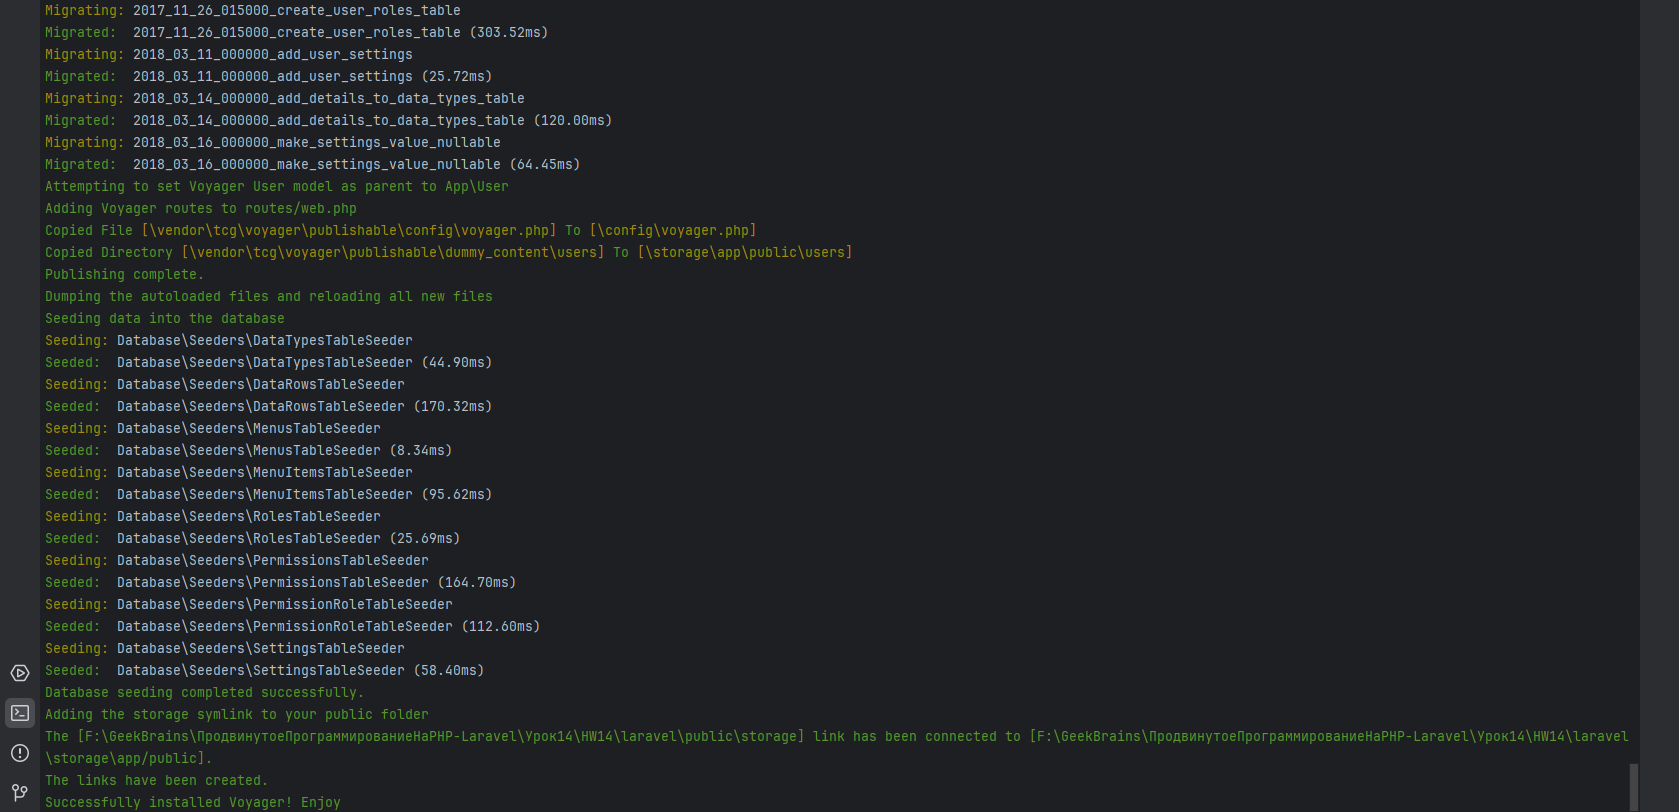 Migrating: 2017_11_26_015000_create_user_roles_table
Migrated:  2017_11_26_015000_create_user_roles_table (303.52ms)
Migrating: 2018_03_11_000000_add_user_settings
Migrated:  2018_03_11_000000_add_user_settings (25.72ms)
Migrating: 2018_03_14_000000_add_details_to_data_types_table
Migrated:  2018_03_14_000000_add_details_to_data_types_table (120.00ms)
Migrating: 2018_03_16_000000_make_settings_value_nullable
Migrated:  2018_03_16_000000_make_settings_value_nullable (64.45ms)
Attempting to set Voyager User model as parent to App\User
Adding Voyager routes to routes/web.php
Copied File [\vendor\tcg\voyager\publishable\config\voyager.php] To [\config\voyager.php]
Copied Directory [\vendor\tcg\voyager\publishable\dummy_content\users] To [\storage\app\public\users]
Publishing complete.
Dumping the autoloaded files and reloading all new files
Seeding data into the database
Seeding: Database\Seeders\DataTypesTableSeeder
Seeded:  Database\Seeders\DataTypesTableSeeder (44.90ms)
Seeding: Database\Seeders\DataRowsTableSeeder
Seeded:  Database\Seeders\DataRowsTableSeeder (170.32ms)
Seeding: Database\Seeders\MenusTableSeeder
Seeded:  Database\Seeders\MenusTableSeeder (8.34ms)
Seeding: Database\Seeders\MenuItemsTableSeeder
Seeded:  Database\Seeders\MenuItemsTableSeeder (95.62ms)
Seeding: Database\Seeders\RolesTableSeeder
Seeded:  Database\Seeders\RolesTableSeeder (25.69ms)
Seeding: Database\Seeders\PermissionsTableSeeder
Seeded:  Database\Seeders\PermissionsTableSeeder (164.70ms)
Seeding: Database\Seeders\PermissionRoleTableSeeder
Seeded:  Database\Seeders\PermissionRoleTableSeeder (112.60ms)
Seeding: Database\Seeders\SettingsTableSeeder
Seeded:  Database\Seeders\SettingsTableSeeder (58.40ms)
Database seeding completed successfully.
Adding the storage symlink to your public folder
The [F:\GeekBrains\ПродвинутоеПрограммированиеНаPHP-Laravel\Урок14\HW14\laravel\public\storage] link has been connected to [F:\GeekBrains\ПродвинутоеПрограммированиеНаPHP-Laravel\Урок14\HW14\laravel
\storage\app/public].
The links have been created.
Successfully installed Voyager! Enjoy